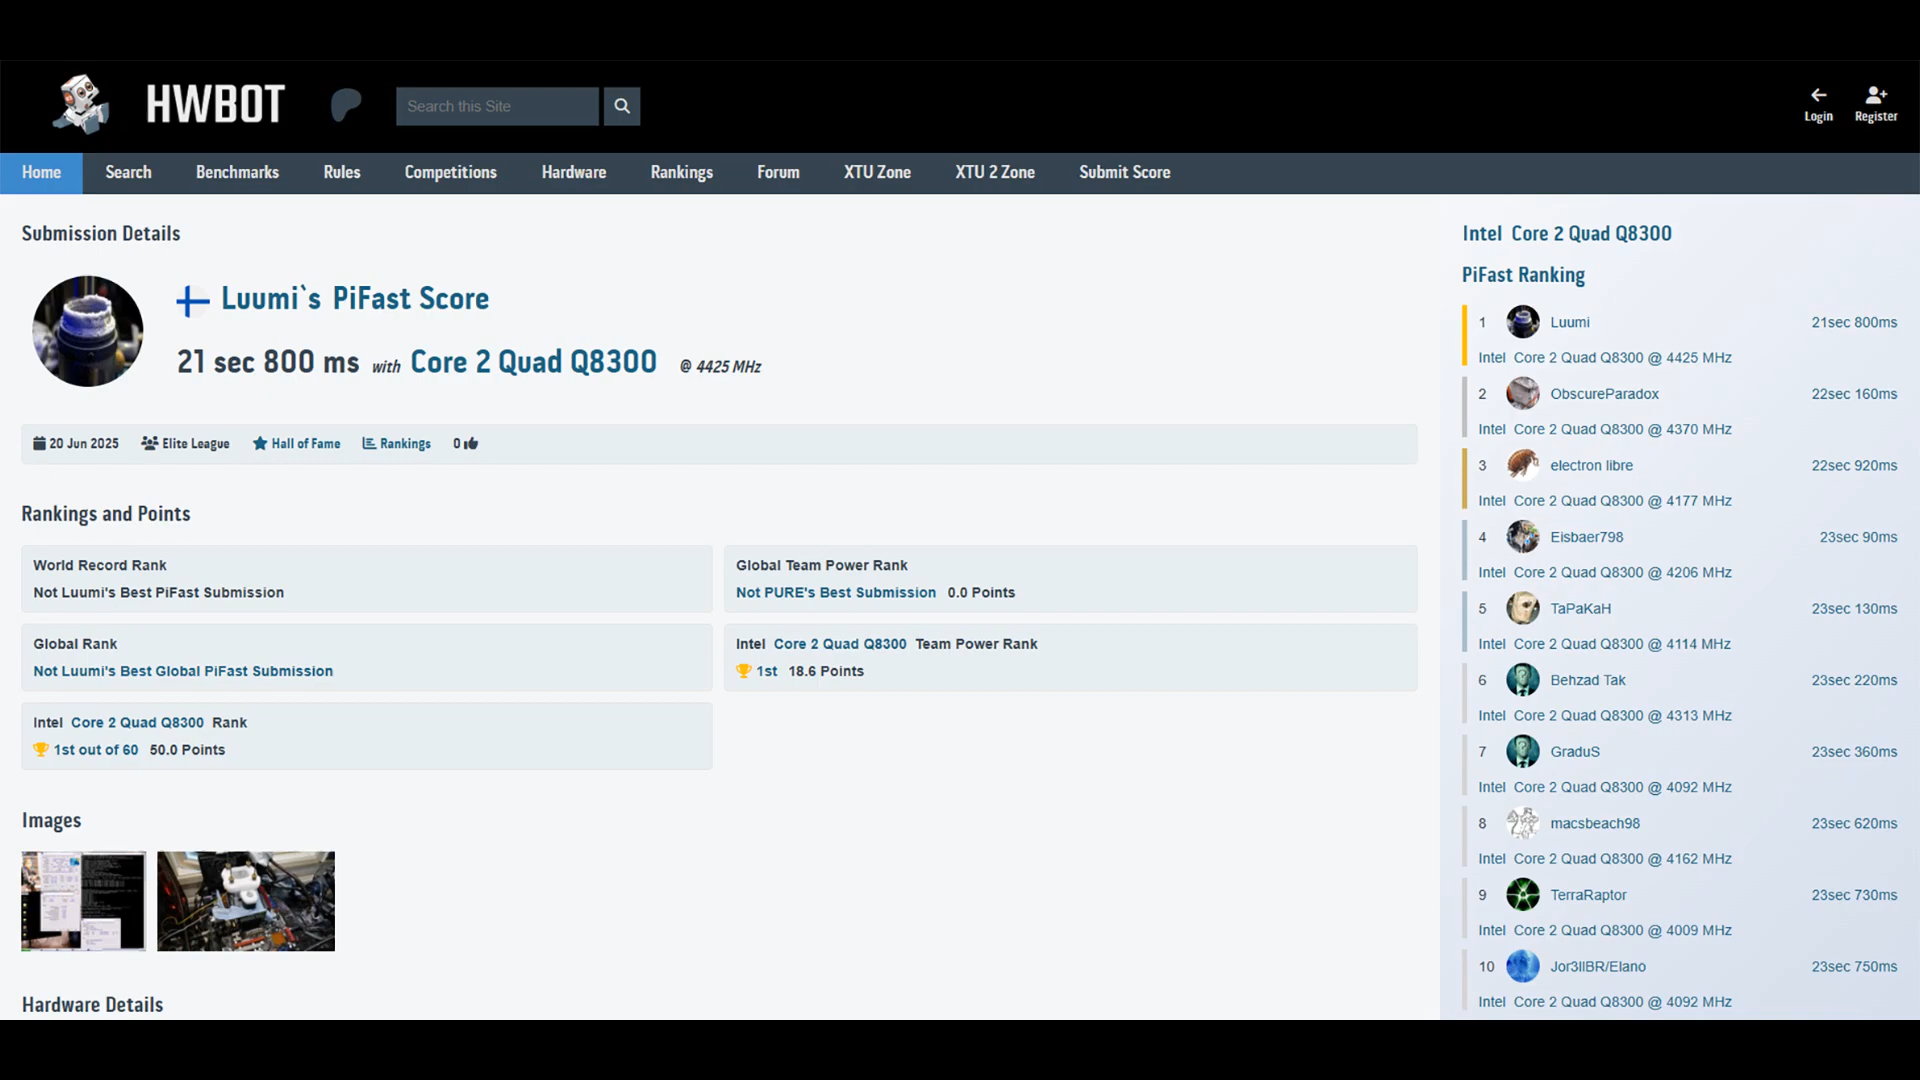 HWBOT
Search this Site
Login
Register
Home Search Benchmarks Rules Competitions Hardware Rankings Forum XTU Zone XTU 2 Zone Submit Score
Submission Details
Luumi`s PiFast Score
21 sec 800 ms with Core 2 Quad Q8300 @ 4425 MHz
20 Jun 2025 Elite League Hall of Fame Rankings 0
Rankings and Points
World Record Rank
Not Luumi's Best PiFast Submission
Global Team Power Rank
Not PURE's Best Submission 0.0 Points
Global Rank
Not Luumi's Best Global PiFast Submission
Intel Core 2 Quad Q8300 Team Power Rank
1st 18.6 Points
Intel Core 2 Quad Q8300 Rank
1st out of 60 50.0 Points
Images
Hardware Details
Intel Core 2 Quad Q8300
PiFast Ranking
1 Luumi 21sec 800ms
Intel Core 2 Quad Q8300 @ 4425 MHz
2 ObscureParadox 22sec 160ms
Intel Core 2 Quad Q8300 @ 4370 MHz
3 electron libre 22sec 920ms
Intel Core 2 Quad Q8300 @ 4177 MHz
4 Eisbaer798 23sec 90ms
Intel Core 2 Quad Q8300 @ 4206 MHz
5 TaPaKaH 23sec 130ms
Intel Core 2 Quad Q8300 @ 4114 MHz
6 Behzad Tak 23sec 220ms
Intel Core 2 Quad Q8300 @ 4313 MHz
7 GraduS 23sec 360ms
Intel Core 2 Quad Q8300 @ 4092 MHz
8 macsbeach98 23sec 620ms
Intel Core 2 Quad Q8300 @ 4162 MHz
9 TerraRaptor 23sec 730ms
Intel Core 2 Quad Q8300 @ 4009 MHz
10 Jor3llBR/Elano 23sec 750ms
Intel Core 2 Quad Q8300 @ 4092 MHz